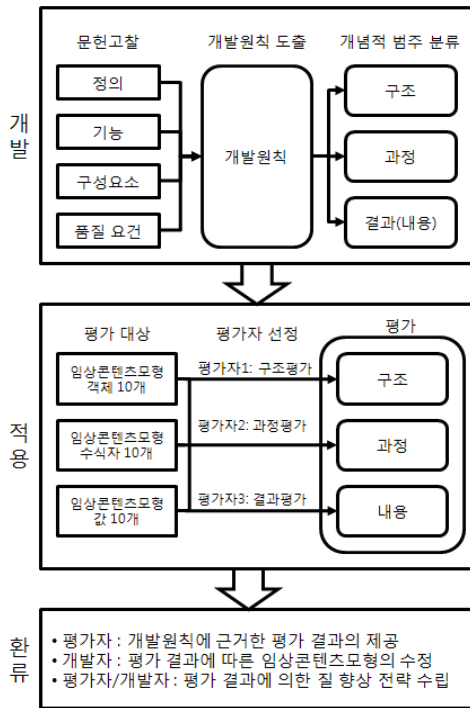 개발
문헌고찰
개발원칙 도출
개념적 범주 분류
정의
기능
구성요소
품질 요건
개발원칙
구조
과정
결과(내용)
적용
평가 대상
평가자 선정
평가
임상콘텐츠모형
객체 10개
임상콘텐츠모형
수식자 10개
임상콘텐츠모형
값 10개
평가자1: 구조평가
평가자2: 과정평가
평가자3: 결과평가
구조
과정
내용
환류
• 평가자 : 개발원칙에 근거한 평가 결과의 제공
• 개발자 : 평가 결과에 따른 임상콘텐츠모형의 수정
• 평가자/개발자 : 평가 결과에 의한 질 향상 전략 수립